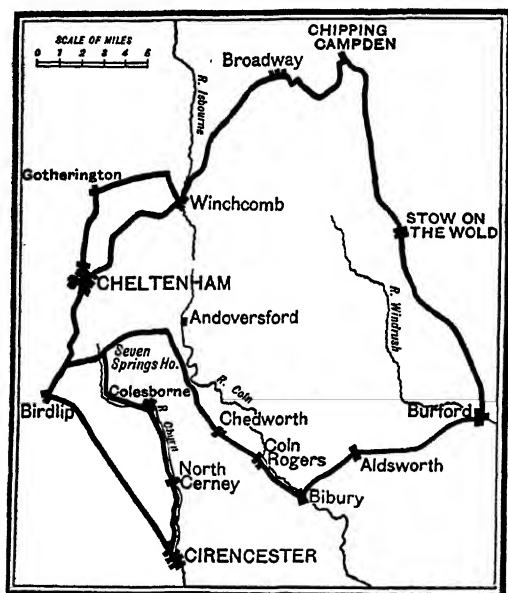 SCALE OF MILES
0 1 2 3 4 5
CHIPPING
CAMPDEN
Broadway
R. Isbourne
Gotherington
Winchcomb
STOW ON
THE WOLD
CHELTENHAM
R. Windrush
Andoversford
Seven
Springs Ho.
R. Coln
Colesborne
Birdlip
R. Churn
Chedworth
Burford
Coln
Rogers
Aldsworth
North
Cerney
Bibury
CIRENCESTER